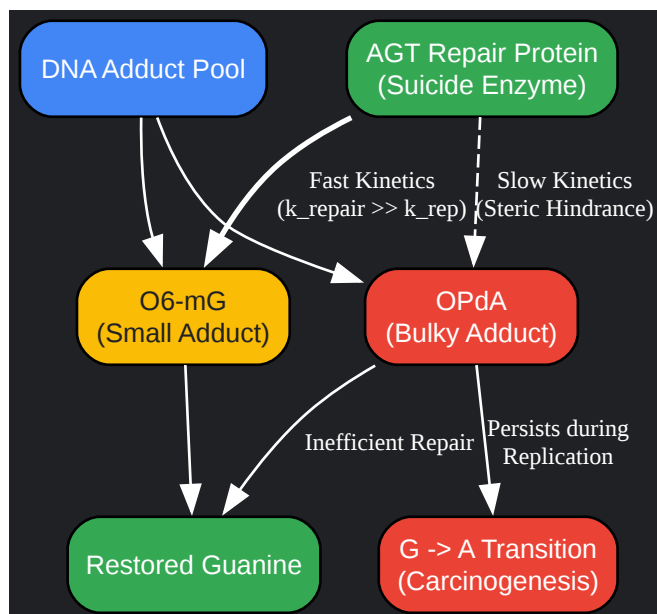 DNA Adduct Pool
AGT Repair Protein
(Suicide Enzyme)
Fast Kinetics
(k_repair >> k_rep)
Slow Kinetics
(Steric Hindrance)
O6-mG
(Small Adduct)
OPdA
(Bulky Adduct)
Inefficient Repair
Persists during
Replication
Restored Guanine
G -> A Transition
(Carcinogenesis)